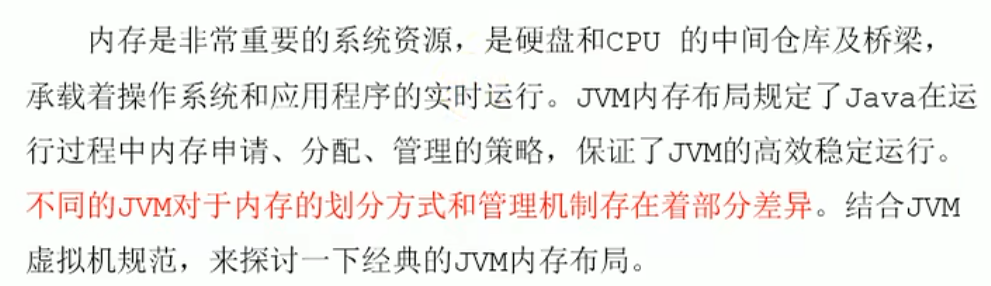 内存是非常重要的系统资源，是硬盘和CPU 的中间仓库及桥梁，
承载着操作系统和应用程序的实时运行。JVM内存布局规定了Java在运
行过程中内存申请、分配、管理的策略，保证了JVM的高效稳定运行。
不同的JVM对于内存的划分方式和管理机制存在着部分差异。结合JVM
虚拟机规范，来探讨一下经典的JVM内存布局。